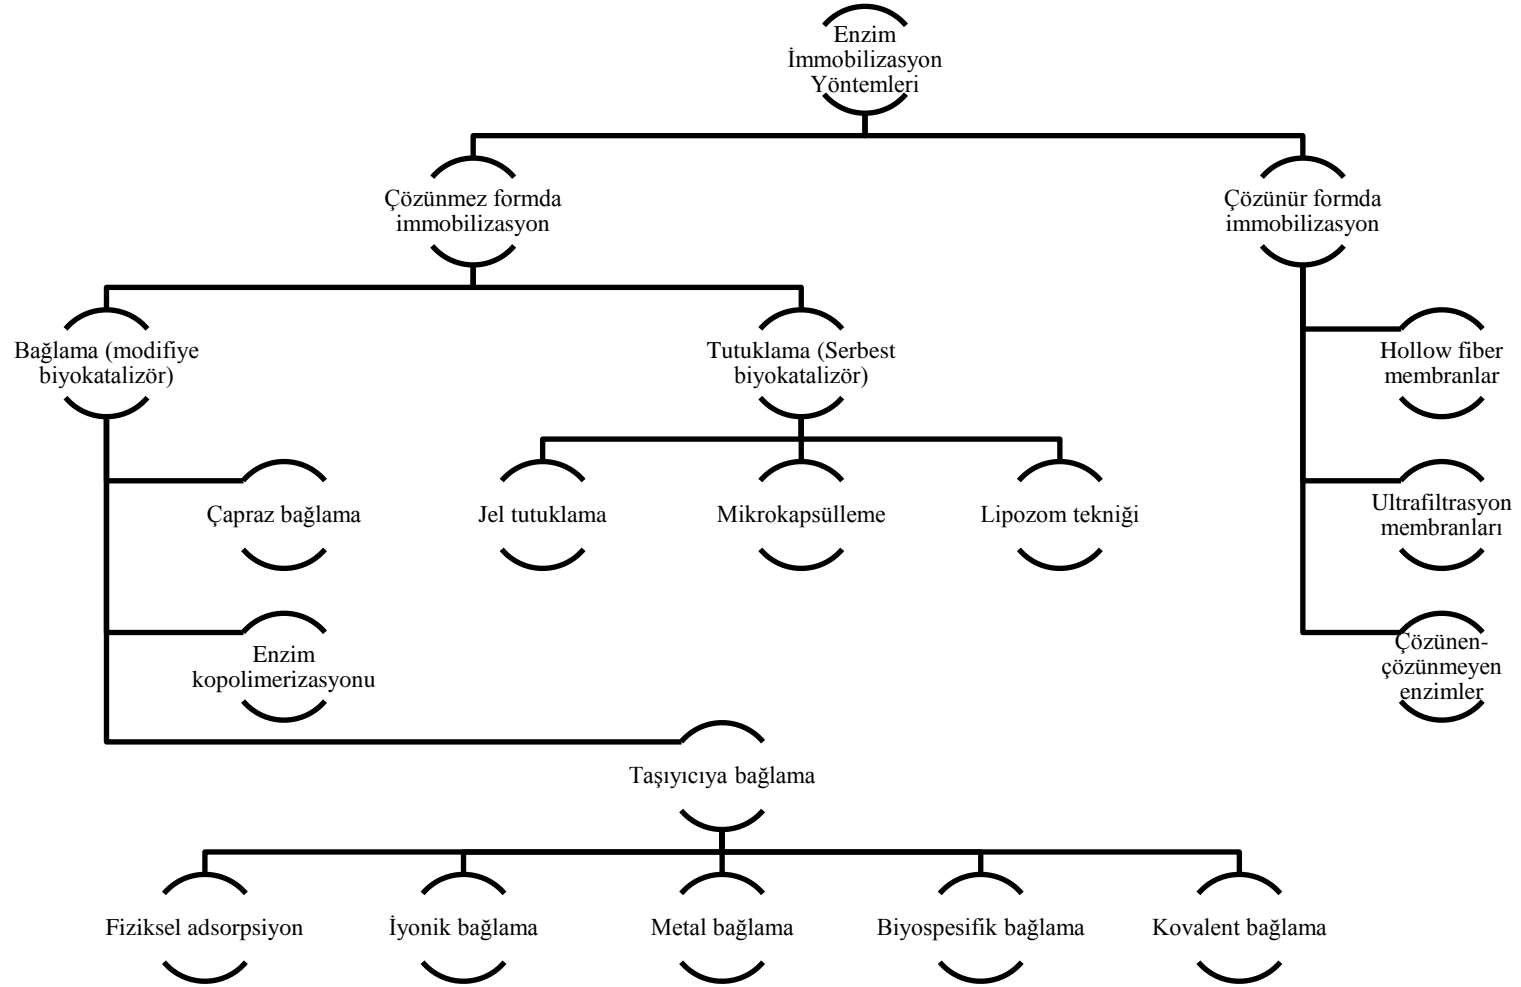 Enzim
İmmobilizasyon
Yöntemleri
Çözünmez formda
immobilizasyon
Çözünür formda
immobilizasyon
Bağlama (modifiye
biyokatalizör)
Tutuklama (Serbest
biyokatalizör)
Hollow fiber
membranlar
Çapraz bağlama
Jel tutuklama
Mikrokapsülleme
Lipozom tekniği
Ultrafiltrasyon
membranları
Enzim
kopolimerizasyonu
Çözünen-
çözünmeyen
enzimler
Taşıyıcıya bağlama
Fiziksel adsorpsiyon
İyonik bağlama
Metal bağlama
Biyospesifik bağlama
Kovalent bağlama